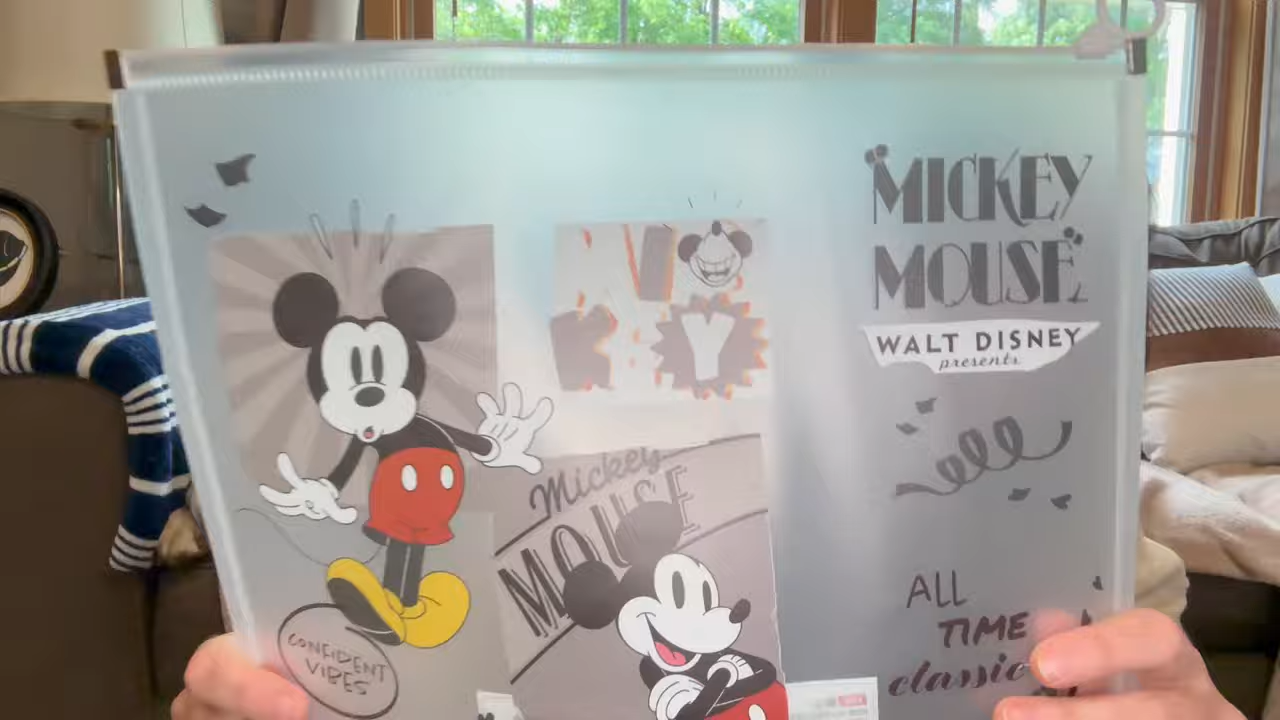 MICKEY
MOUSE
WALT DISNEY
presents
Mickey
MOUSE
CONFIDENT
VIBES
ALL
TIME
classic